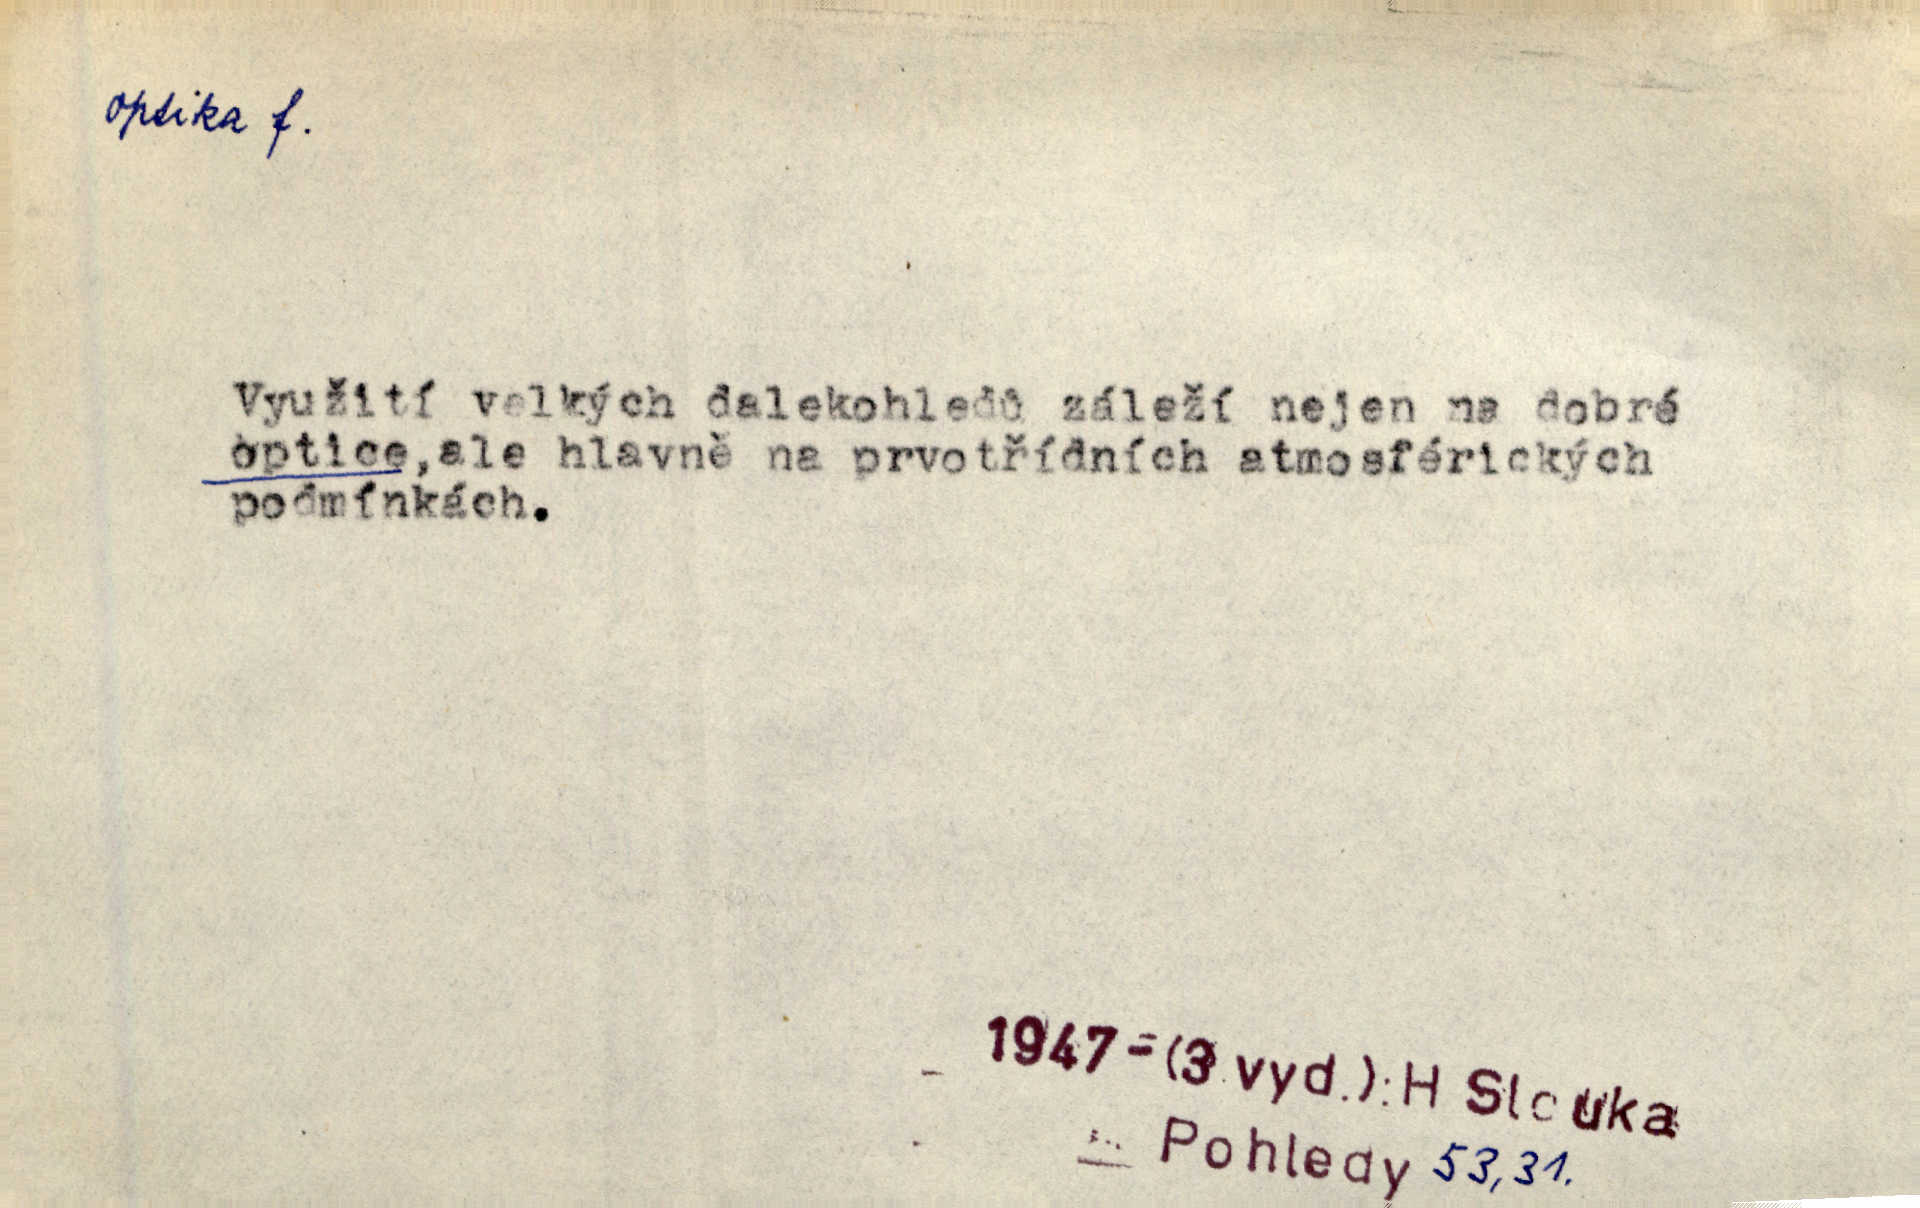 optika f.
Využití velkých dalekohledů záleží nejen na dobré
optice,ale hlavně na prvotřídních atmosférických
podmínkách.
1947-(3.vyd.):H Slouka
Pohledy 53,31.